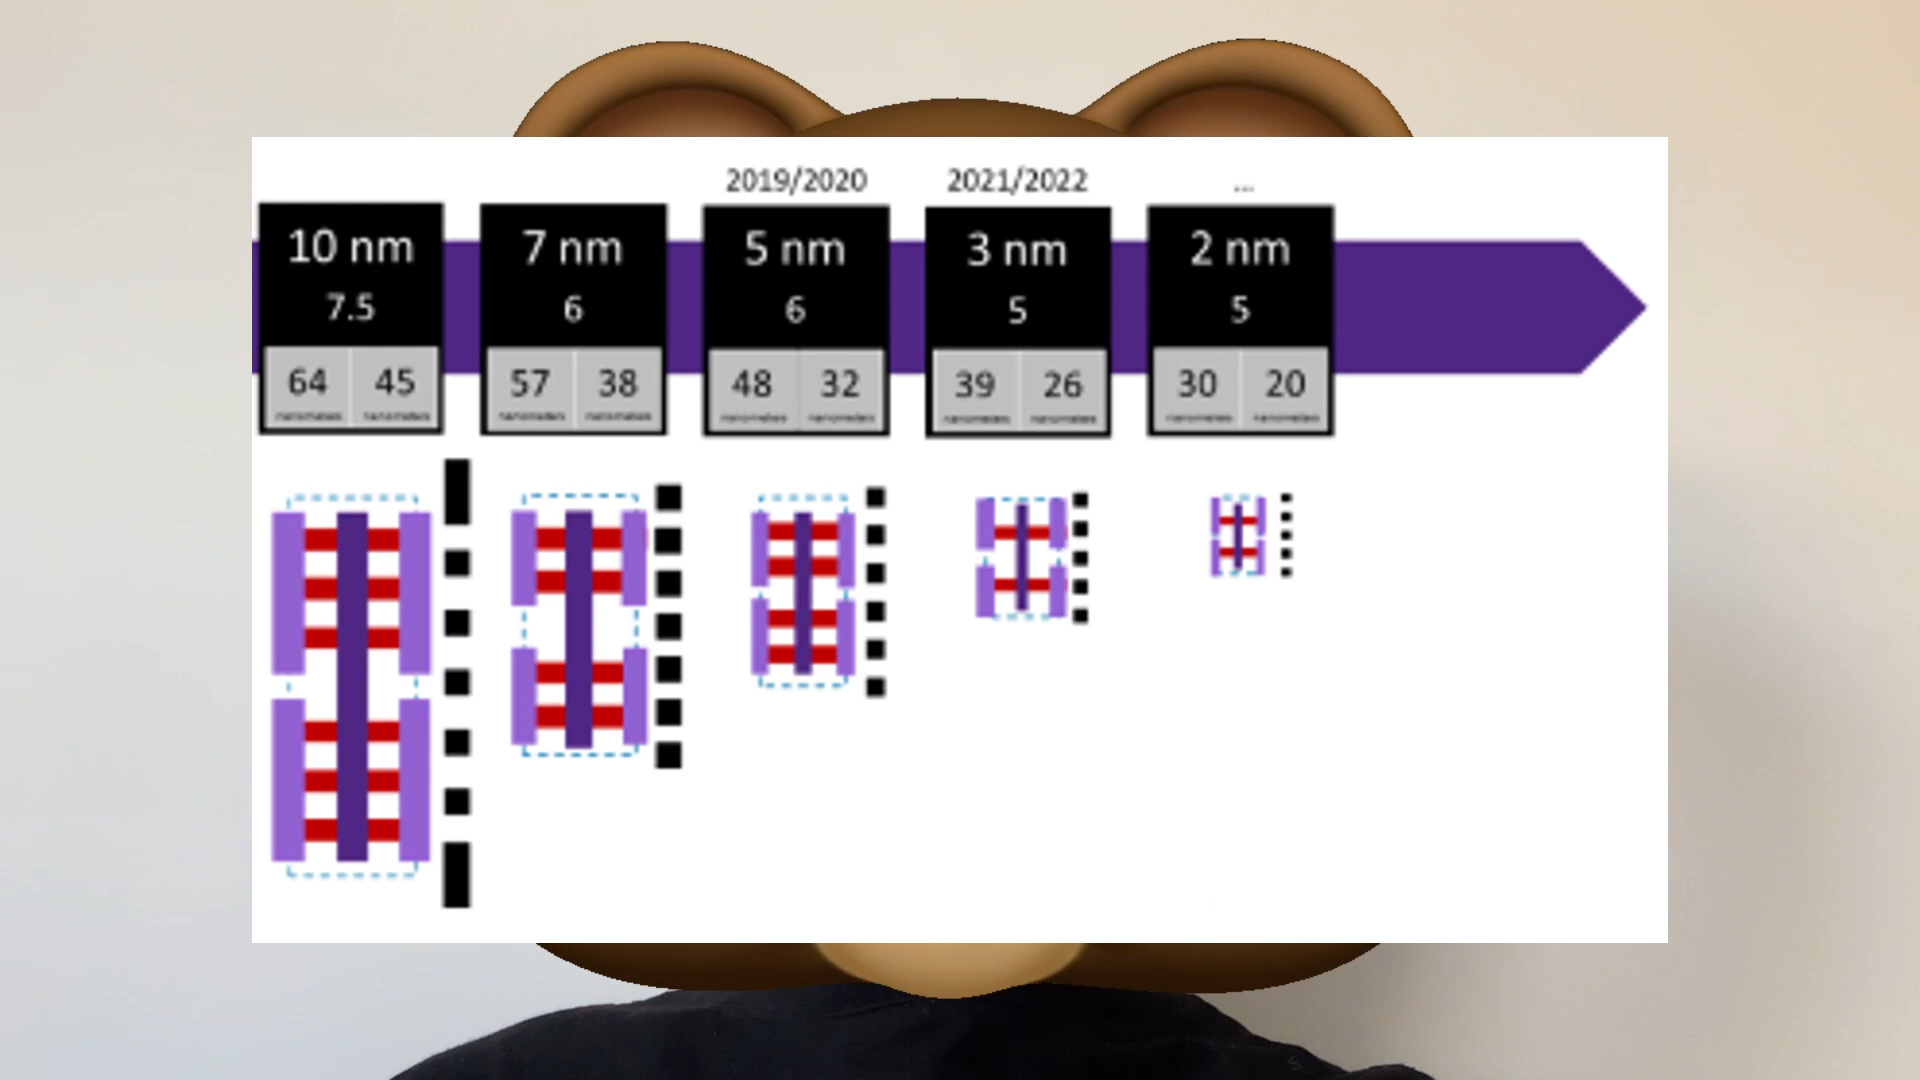 2019/2020 2021/2022 ...
10 nm 7 nm 5 nm 3 nm 2 nm
7.5 6 6 5 5
64 45 57 38 48 32 39 26 30 20